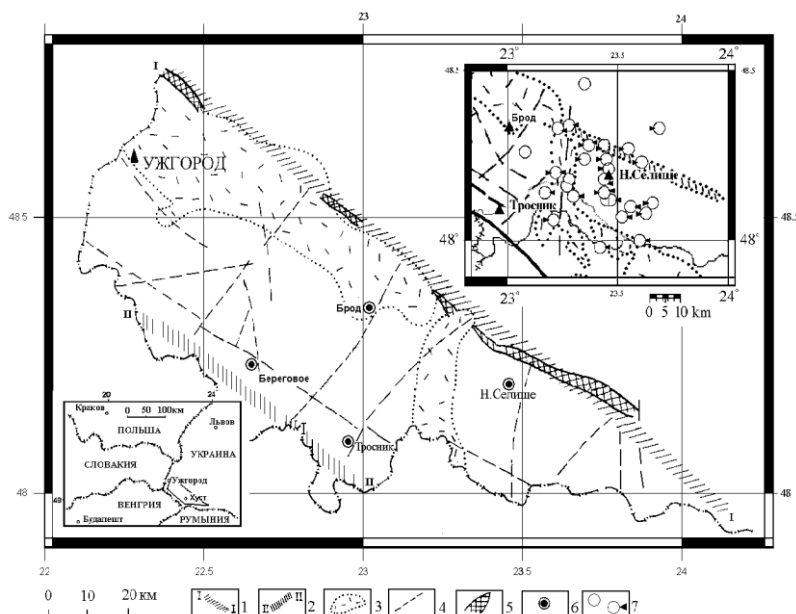 23
24
I
УЖГОРОД
48.5
48.5
23°
24°
48.5
48.5
Брод
Н.Селище
Тросник
48°
48°
23°
23.5
24°
0 5 10 km
II
Брод
Береговое
Н.Селище
Тросник
II
I
48
48
20
24
Краков
0 50 100км
Львов
ПОЛЬША
УКРАИНА
СЛОВАКИЯ
Ужгород
Хуст
48
ВЕНГРИЯ
Будапешт
РУМЫНИЯ
22
22.5
23
23.5
24
0 10 20 км
I I 1
II II 2
3
4
5
6
7